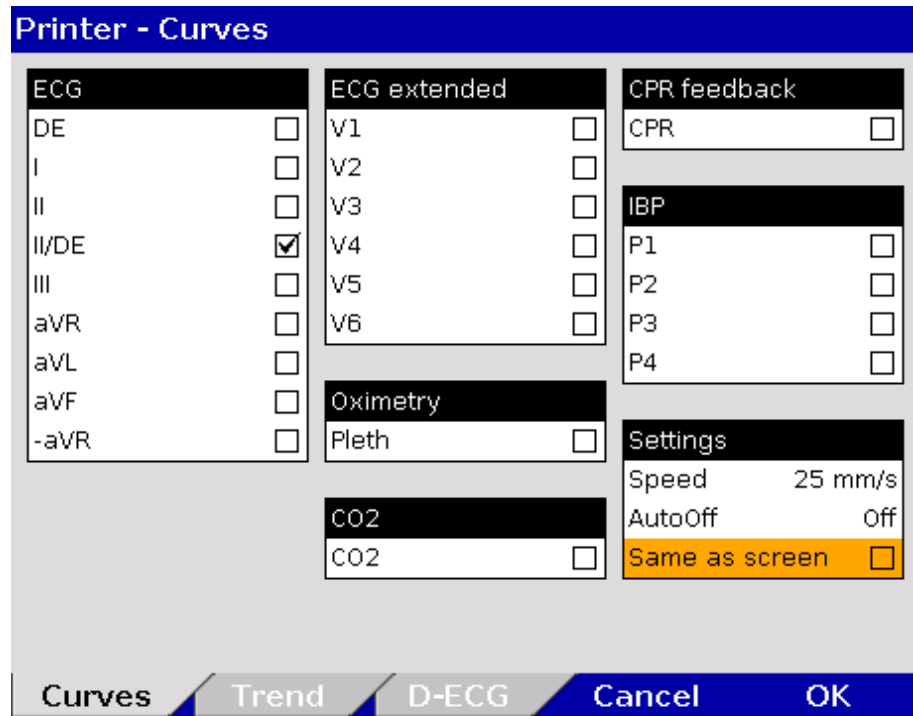 Printer - Curves
ECG
DE
I
II
II/DE
III
aVR
aVL
aVF
-aVR
ECG extended
V1
V2
V3
V4
V5
V6
Oximetry
Pleth
CO2
CO2
CPR feedback
CPR
IBP
P1
P2
P3
P4
Settings
Speed 25 mm/s
AutoOff Off
Same as screen
Curves Trend D-ECG Cancel OK